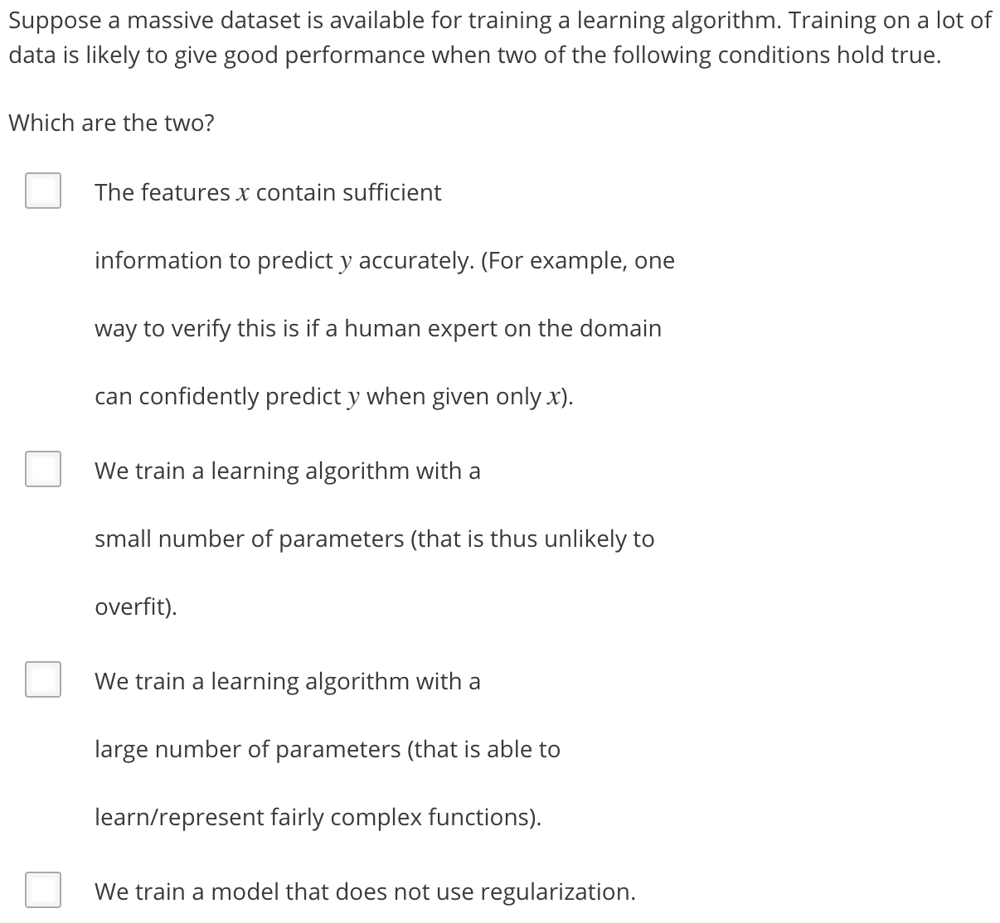 Suppose a massive dataset is available for training a learning algorithm. Training on a lot of
data is likely to give good performance when two of the following conditions hold true.
Which are the two?
The features x contain sufficient
information to predict y accurately. (For example, one
way to verify this is if a human expert on the domain
can confidently predict y when given only x).
We train a learning algorithm with a
small number of parameters (that is thus unlikely to
overfit).
We train a learning algorithm with a
large number of parameters (that is able to
learn/represent fairly complex functions).
We train a model that does not use regularization.